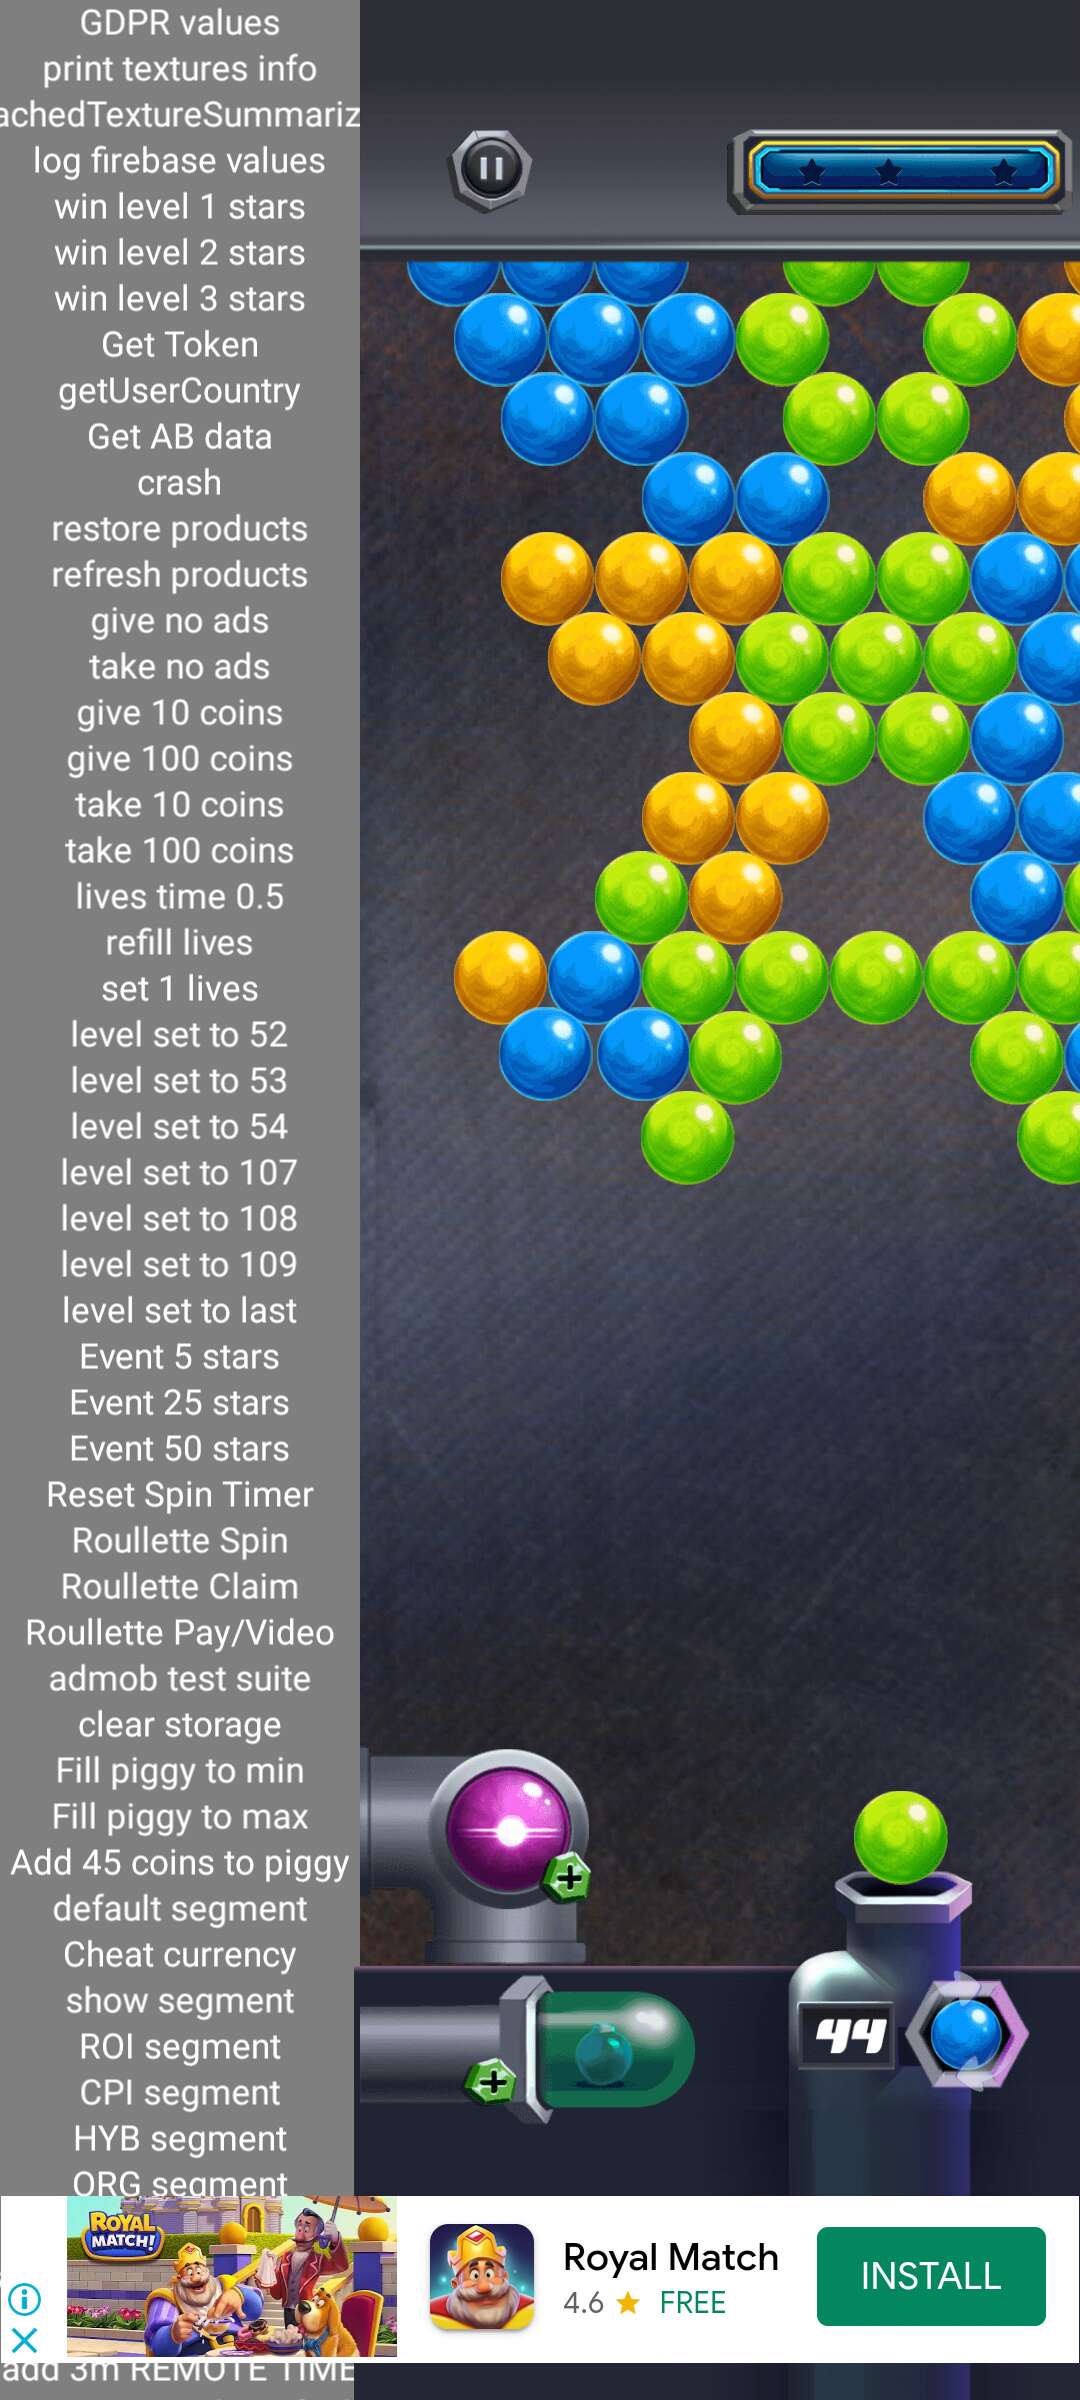 GDPR values
print textures info
achedTextureSummariz
log firebase values
win level 1 stars
win level 2 stars
win level 3 stars
Get Token
getUserCountry
Get AB data
crash
restore products
refresh products
give no ads
take no ads
give 10 coins
give 100 coins
take 10 coins
take 100 coins
lives time 0.5
refill lives
set 1 lives
level set to 52
level set to 53
level set to 54
level set to 107
level set to 108
level set to 109
level set to last
Event 5 stars
Event 25 stars
Event 50 stars
Reset Spin Timer
Roullette Spin
Roullette Claim
Roullette Pay/Video
admob test suite
clear storage
Fill piggy to min
Fill piggy to max
Add 45 coins to piggy
default segment
Cheat currency
show segment
ROI segment
CPI segment
HYB segment
ORG segment
44
ROYAL
MATCH!
Royal Match
4.6 ★ FREE
INSTALL
add 3m REMOTE TIME